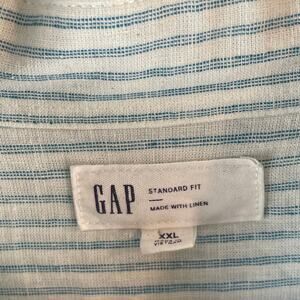 GAP
STANDARD FIT
MADE WITH LINEN
XXL